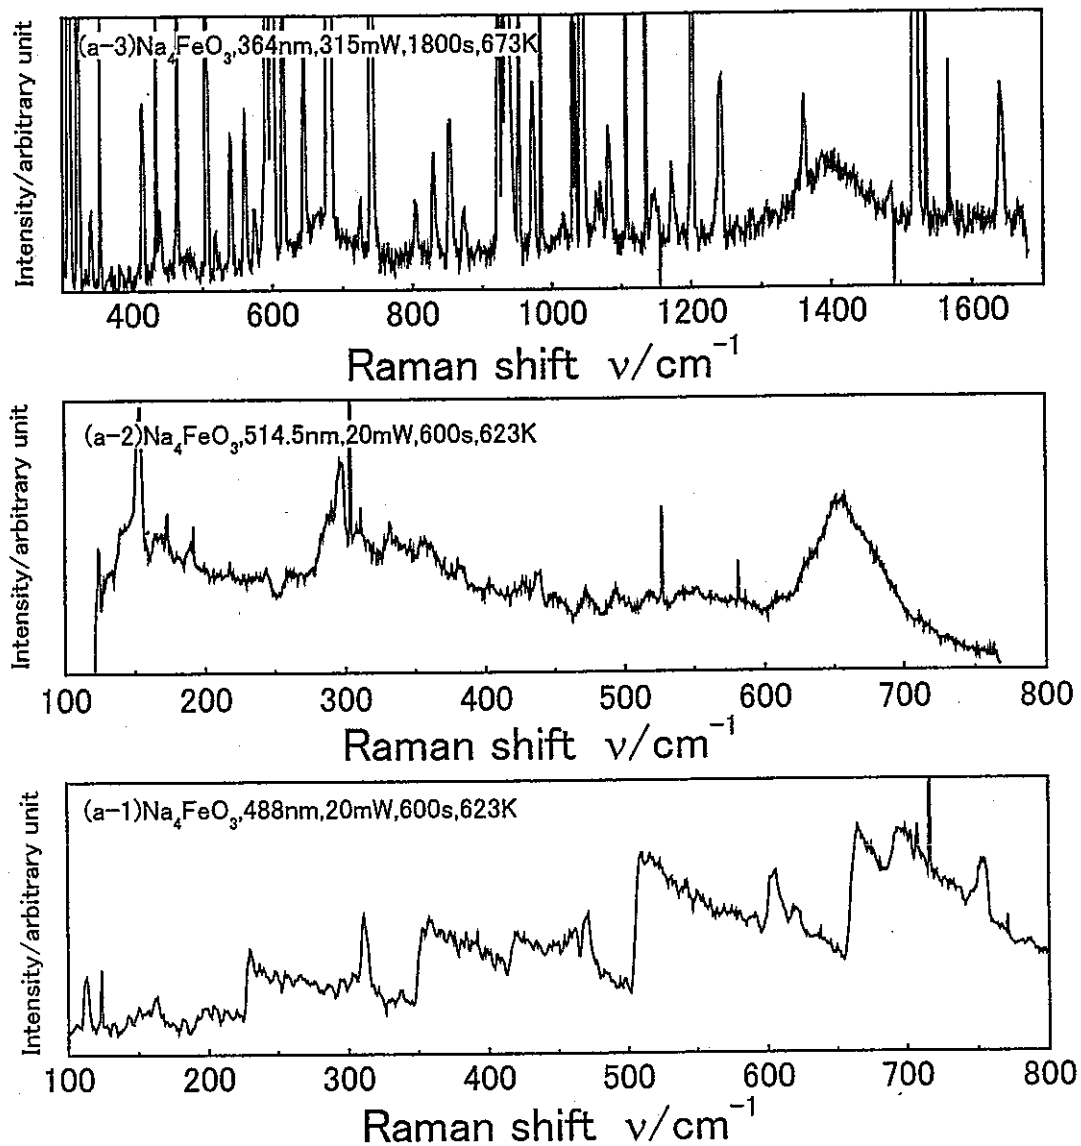 Intensity/arbitrary unit
(a-3)Na₄FeO₃,364nm,315mW,1800s,673K
400 600 800 1000 1200 1400 1600
Raman shift ν/cm⁻¹
Intensity/arbitrary unit
(a-2)Na₄FeO₃,514.5nm,20mW,600s,623K
100 200 300 400 500 600 700 800
Raman shift ν/cm⁻¹
Intensity/arbitrary unit
(a-1)Na₄FeO₃,488nm,20mW,600s,623K
100 200 300 400 500 600 700 800
Raman shift ν/cm⁻¹